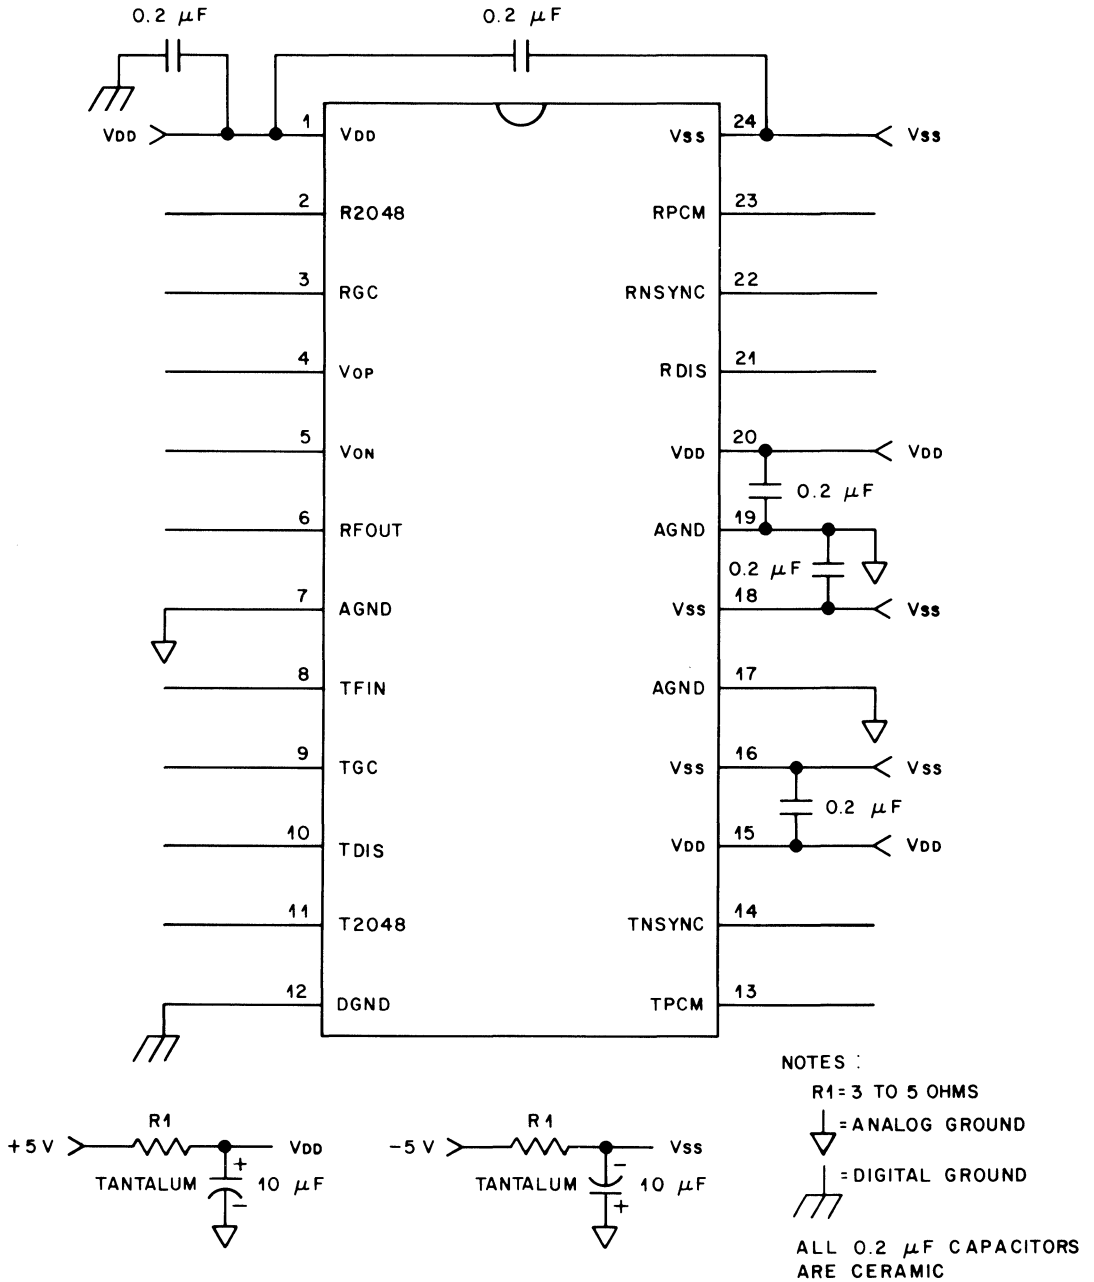 0.2 μF
0.2 μF
VDD
1 VDD
VSS 24
VSS
2 R2048
RPCM 23
3 RGC
RNSYNC 22
4 VOP
RDIS 21
5 VON
VDD 20
VDD
0.2 μF
6 RFOUT
AGND 19
0.2 μF
7 AGND
VSS 18
VSS
8 TFIN
AGND 17
9 TGC
VSS 16
VSS
0.2 μF
10 TDIS
VDD 15
VDD
11 T2048
TNSYNC 14
12 DGND
TPCM 13
NOTES :
R1=3 TO 5 OHMS
=ANALOG GROUND
=DIGITAL GROUND
ALL 0.2 μF CAPACITORS
ARE CERAMIC
R1
+5V
VDD
+
TANTALUM
10 μF
−
R1
−5V
VSS
−
TANTALUM
10 μF
+